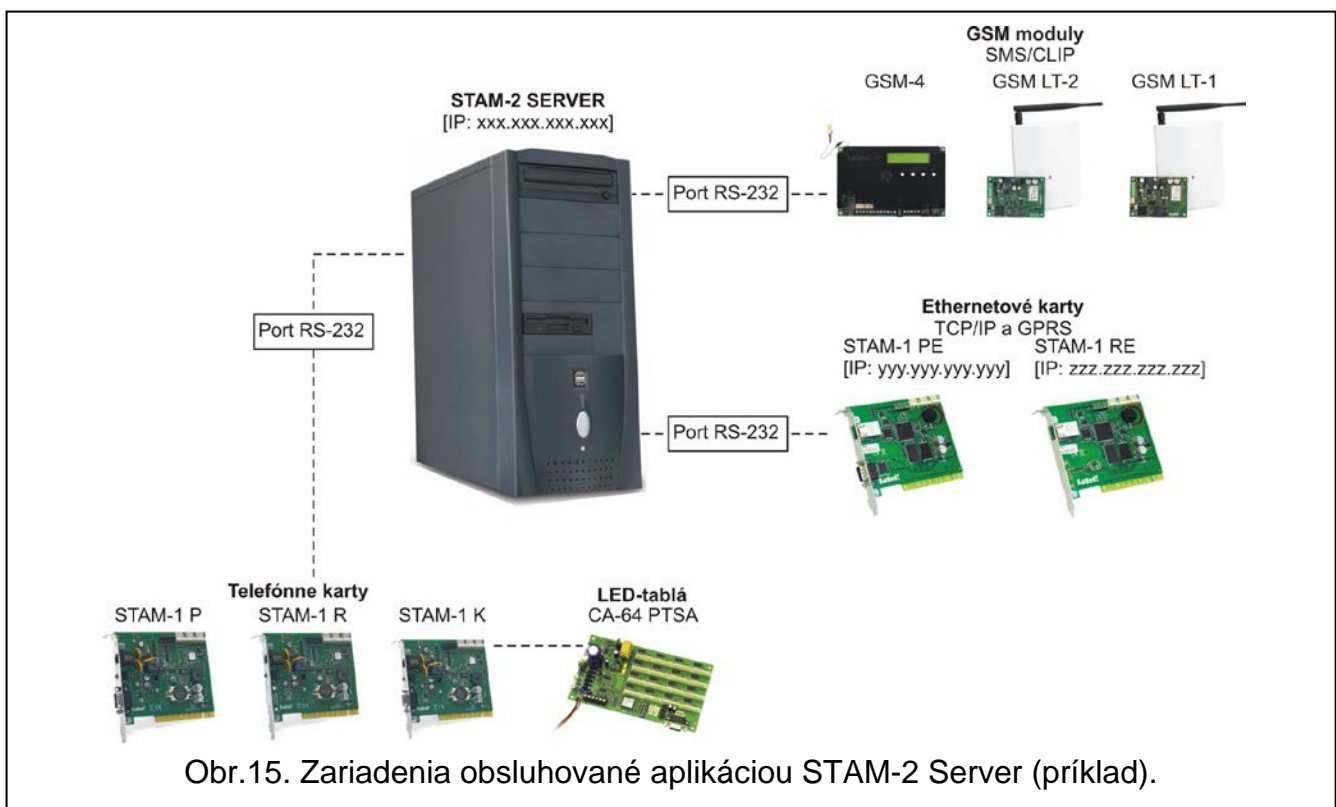 GSM moduly
SMS/CLIP
GSM-4 GSM LT-2 GSM LT-1
STAM-2 SERVER
[IP: xxx.xxx.xxx.xxx]
Port RS-232
Port RS-232
Ethernetové karty
TCP/IP a GPRS
STAM-1 PE STAM-1 RE
[IP: yyy.yyy.yyy.yyy] [IP: zzz.zzz.zzz.zzz]
Port RS-232
Telefónne karty
STAM-1 P STAM-1 R STAM-1 K
LED-tablá
CA-64 PTSA
Obr.15. Zariadenia obsluhované aplikáciou STAM-2 Server (príklad).